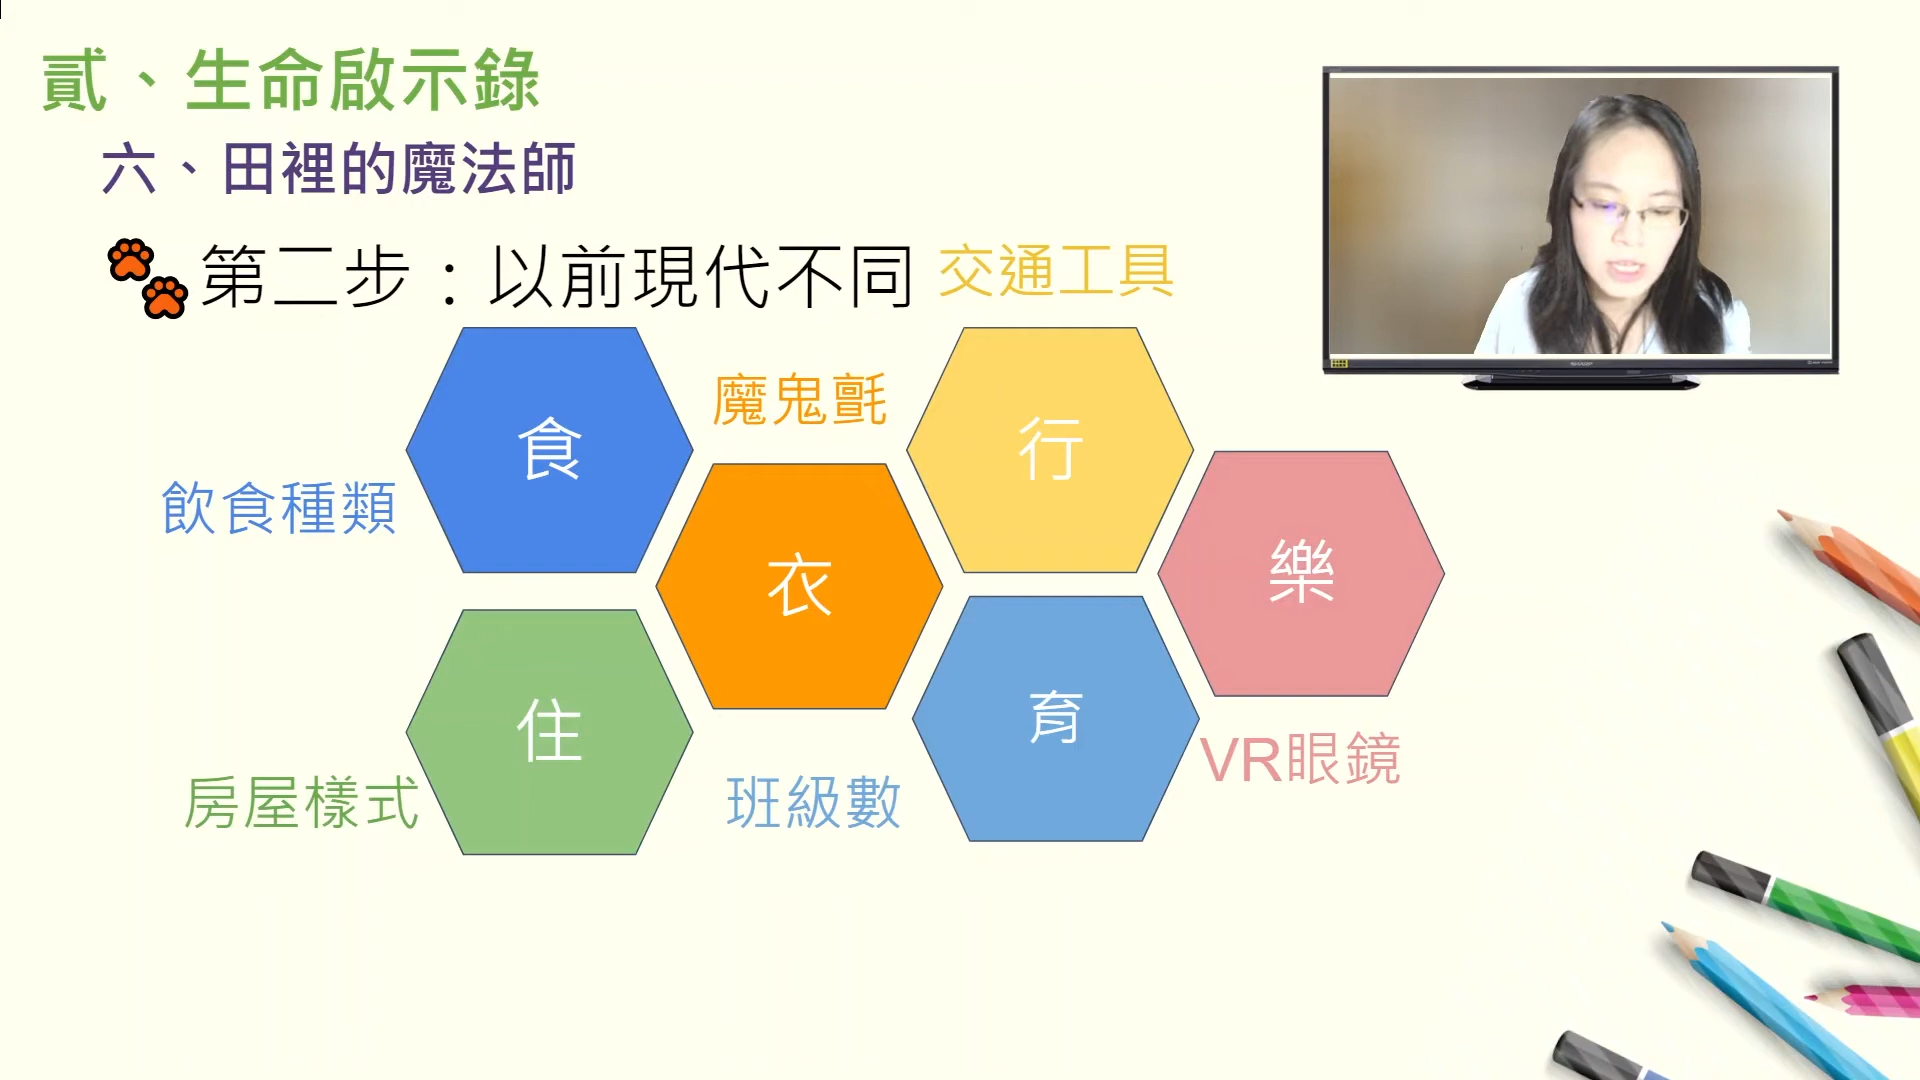 貳、生命啟示錄
六、田裡的魔法師
第二步：以前現代不同
交通工具
食
魔鬼氈
行
飲食種類
衣
樂
住
育
房屋樣式
班級數
VR眼鏡
SHARP